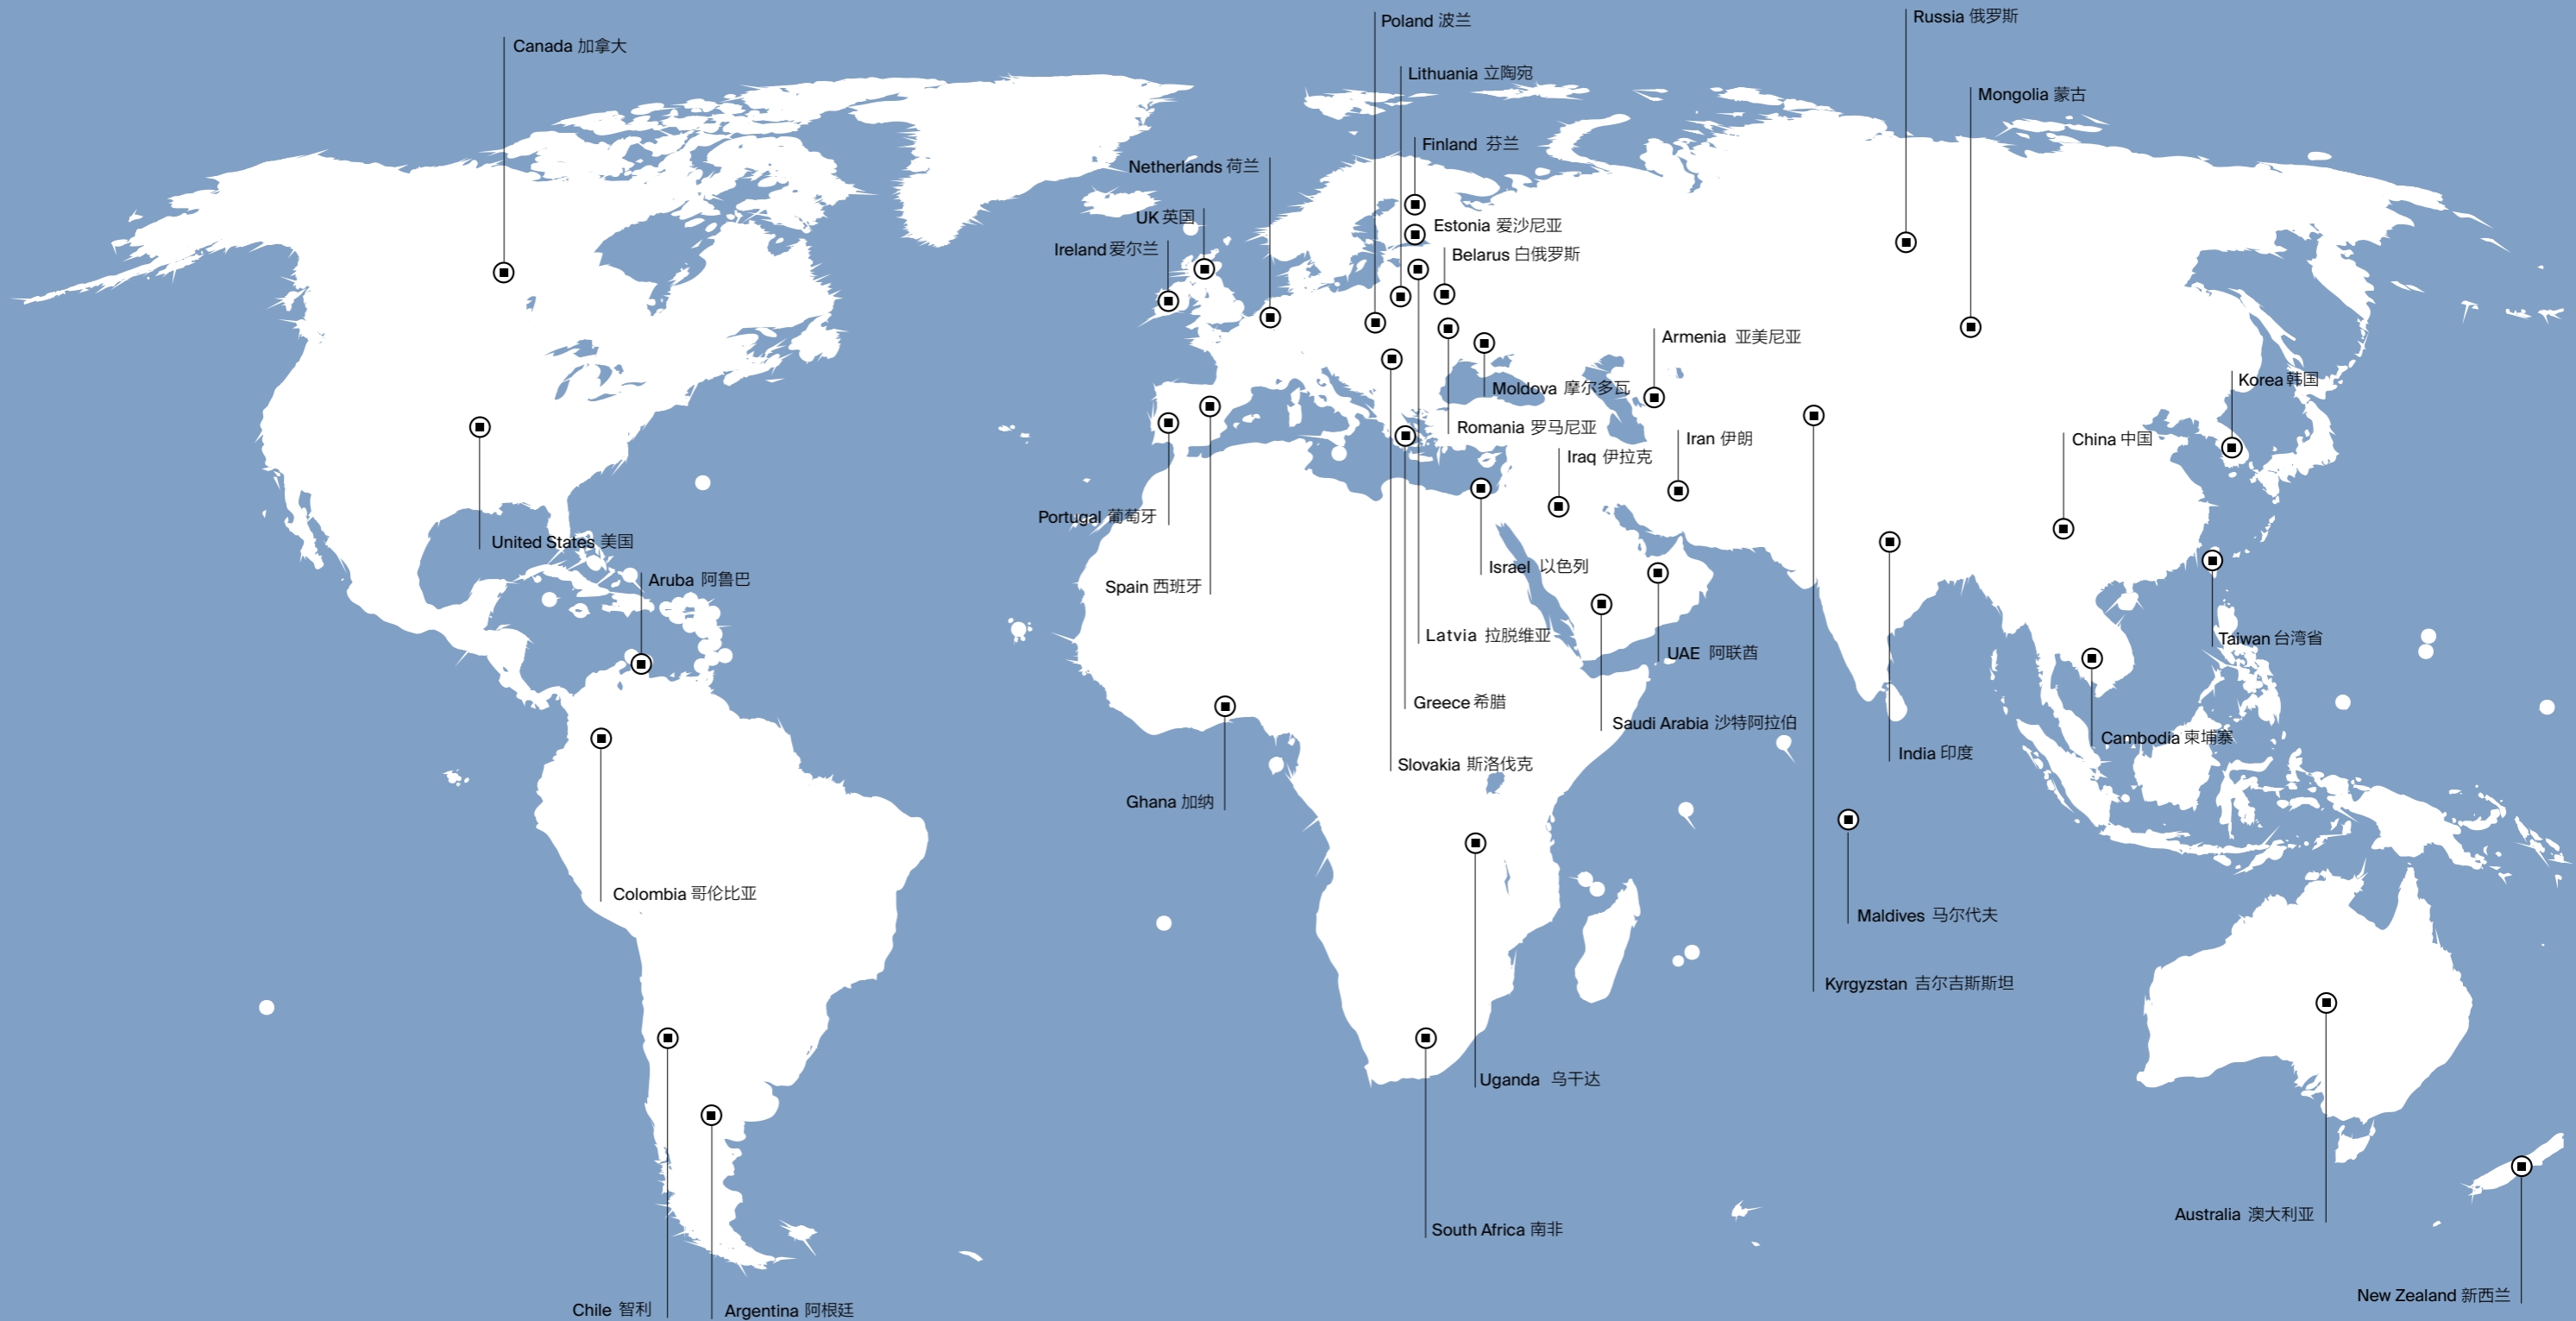 Poland 波兰
Russia 俄罗斯
Canada 加拿大
Lithuania 立陶宛
Mongolia 蒙古
Finland 芬兰
Netherlands 荷兰
UK 英国
Estonia 爱沙尼亚
Ireland 爱尔兰
Belarus 白俄罗斯
Armenia 亚美尼亚
Korea 韩国
Moldova 摩尔多瓦
Romania 罗马尼亚
Iran 伊朗
China 中国
Iraq 伊拉克
Portugal 葡萄牙
United States 美国
Israel 以色列
Aruba 阿鲁巴
Spain 西班牙
Latvia 拉脱维亚
Taiwan 台湾省
UAE 阿联酋
Greece 希腊
Saudi Arabia 沙特阿拉伯
Cambodia 柬埔寨
India 印度
Slovakia 斯洛伐克
Ghana 加纳
Colombia 哥伦比亚
Maldives 马尔代夫
Kyrgyzstan 吉尔吉斯斯坦
Uganda 乌干达
Australia 澳大利亚
South Africa 南非
New Zealand 新西兰
Chile 智利
Argentina 阿根廷